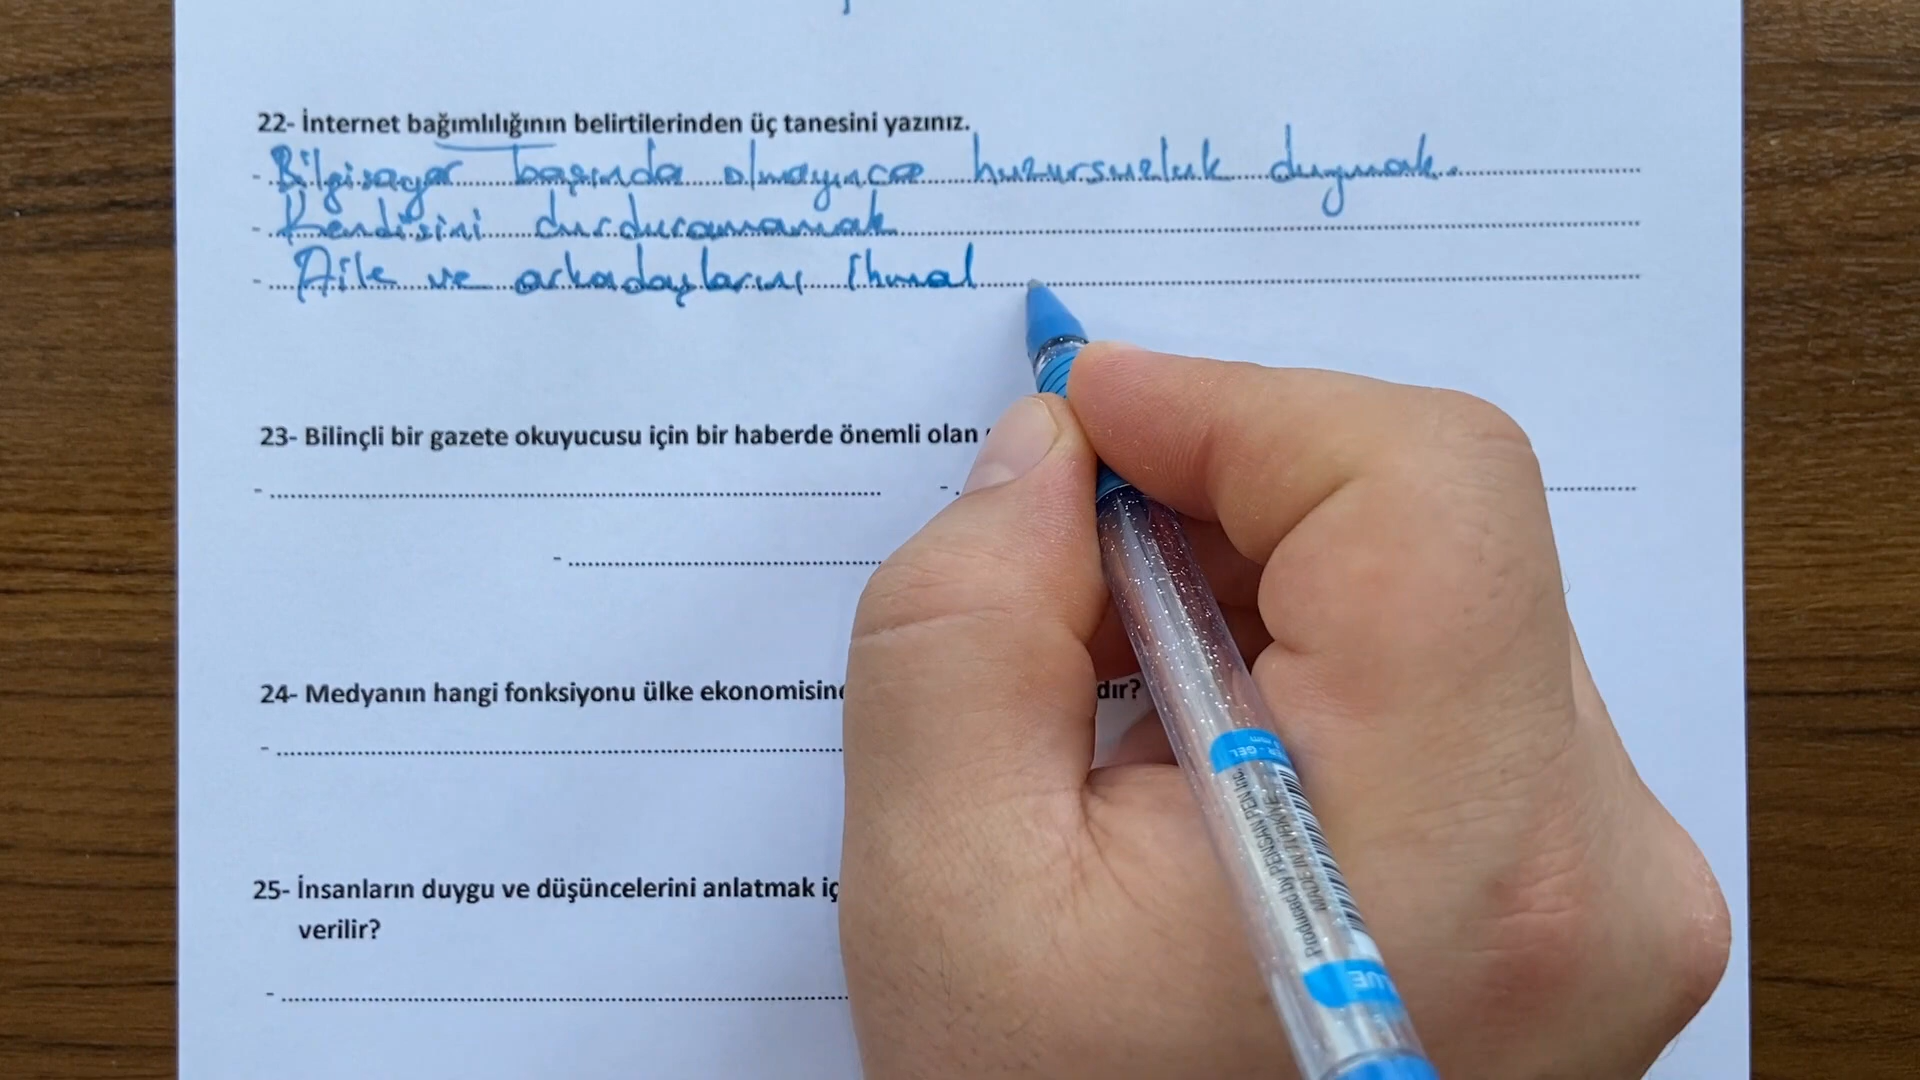 22- İnternet bağımlılığının belirtilerinden üç tanesini yazınız.
- Bilgisayar başında olmayınca huzursuzluk duymak.
- Kendisini durduramamak
- Aile ve arkadaşlarını ihmal
23- Bilinçli bir gazete okuyucusu için bir haberde önemli olan
-
-
-
24- Medyanın hangi fonksiyonu ülke dır?
-
25- İnsanların duygu ve düşüncelerini anlatmak
verilir?
-
GEL
Produced by PENSAN PEN Inc.
MADE IN TÜRKİYE